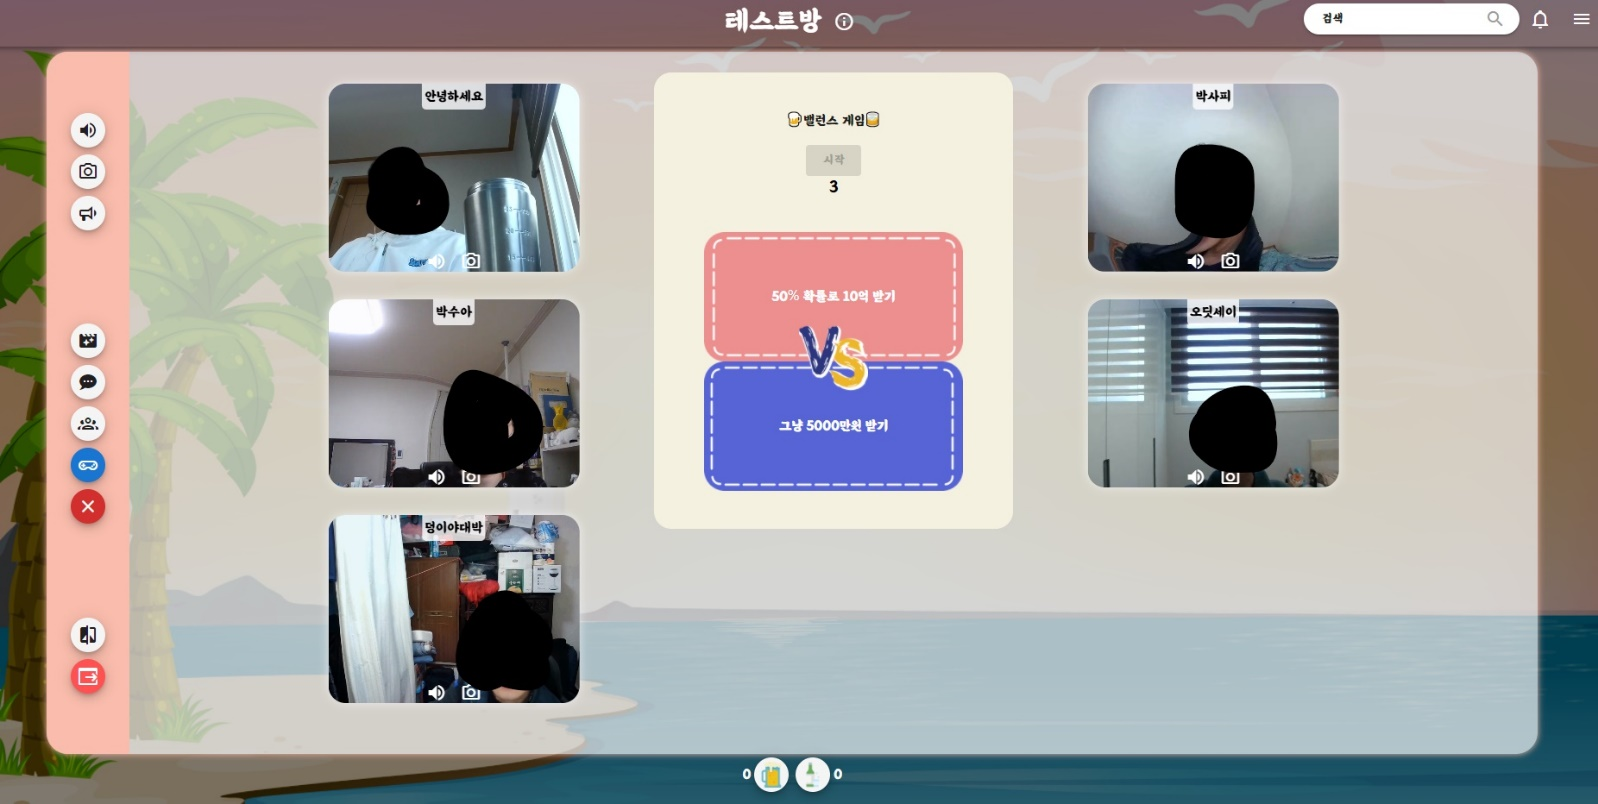 테스트방
검색
안녕하세요
🍺밸런스 게임🥃
시작
3
50% 확률로 10억 받기
VS
그냥 5000만원 받기
박사피
박수아
오딧세이
덩이야대박
0
0